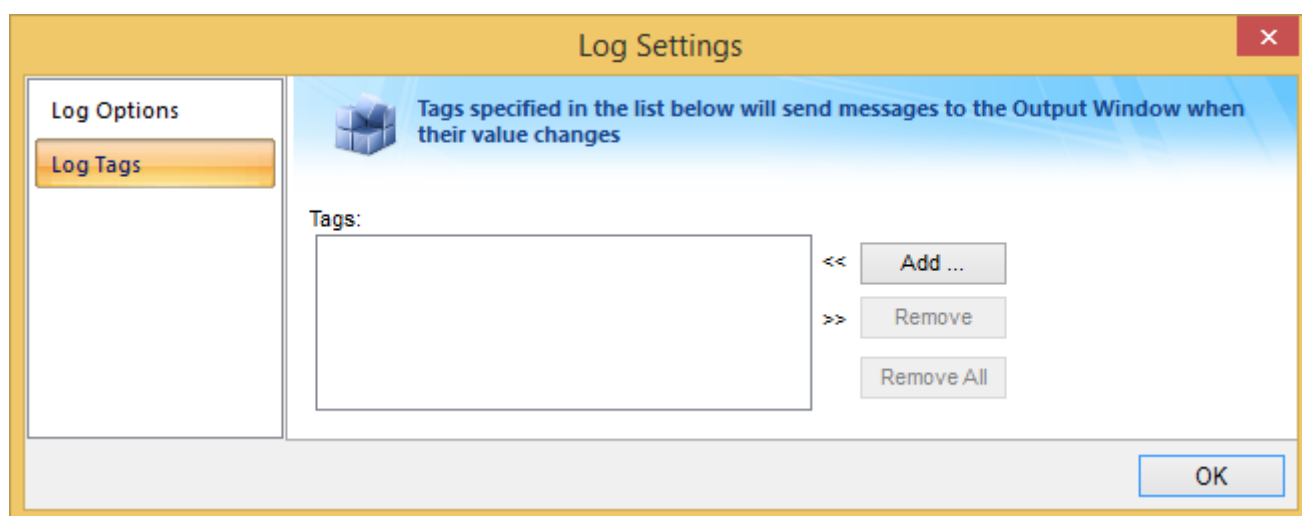 Log Settings
×
Log Options
Log Tags
Tags specified in the list below will send messages to the Output Window when
their value changes
Tags:
<< Add ...
>> Remove
Remove All
OK